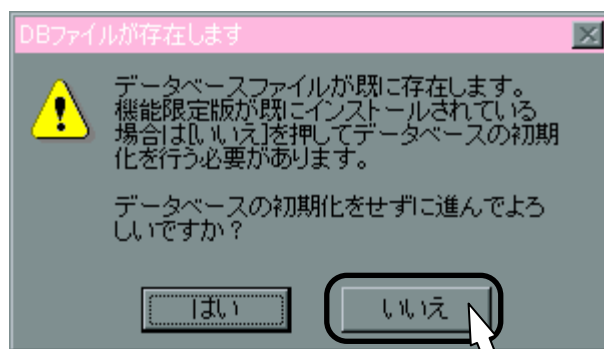 DBファイルが存在します
データベースファイルが既に存在します。
機能限定版が既にインストールされている
場合は[いいえ]を押してデータベースの初期
化を行う必要があります。
データベースの初期化をせずに進んでよろ
しいですか？
はい
いいえ